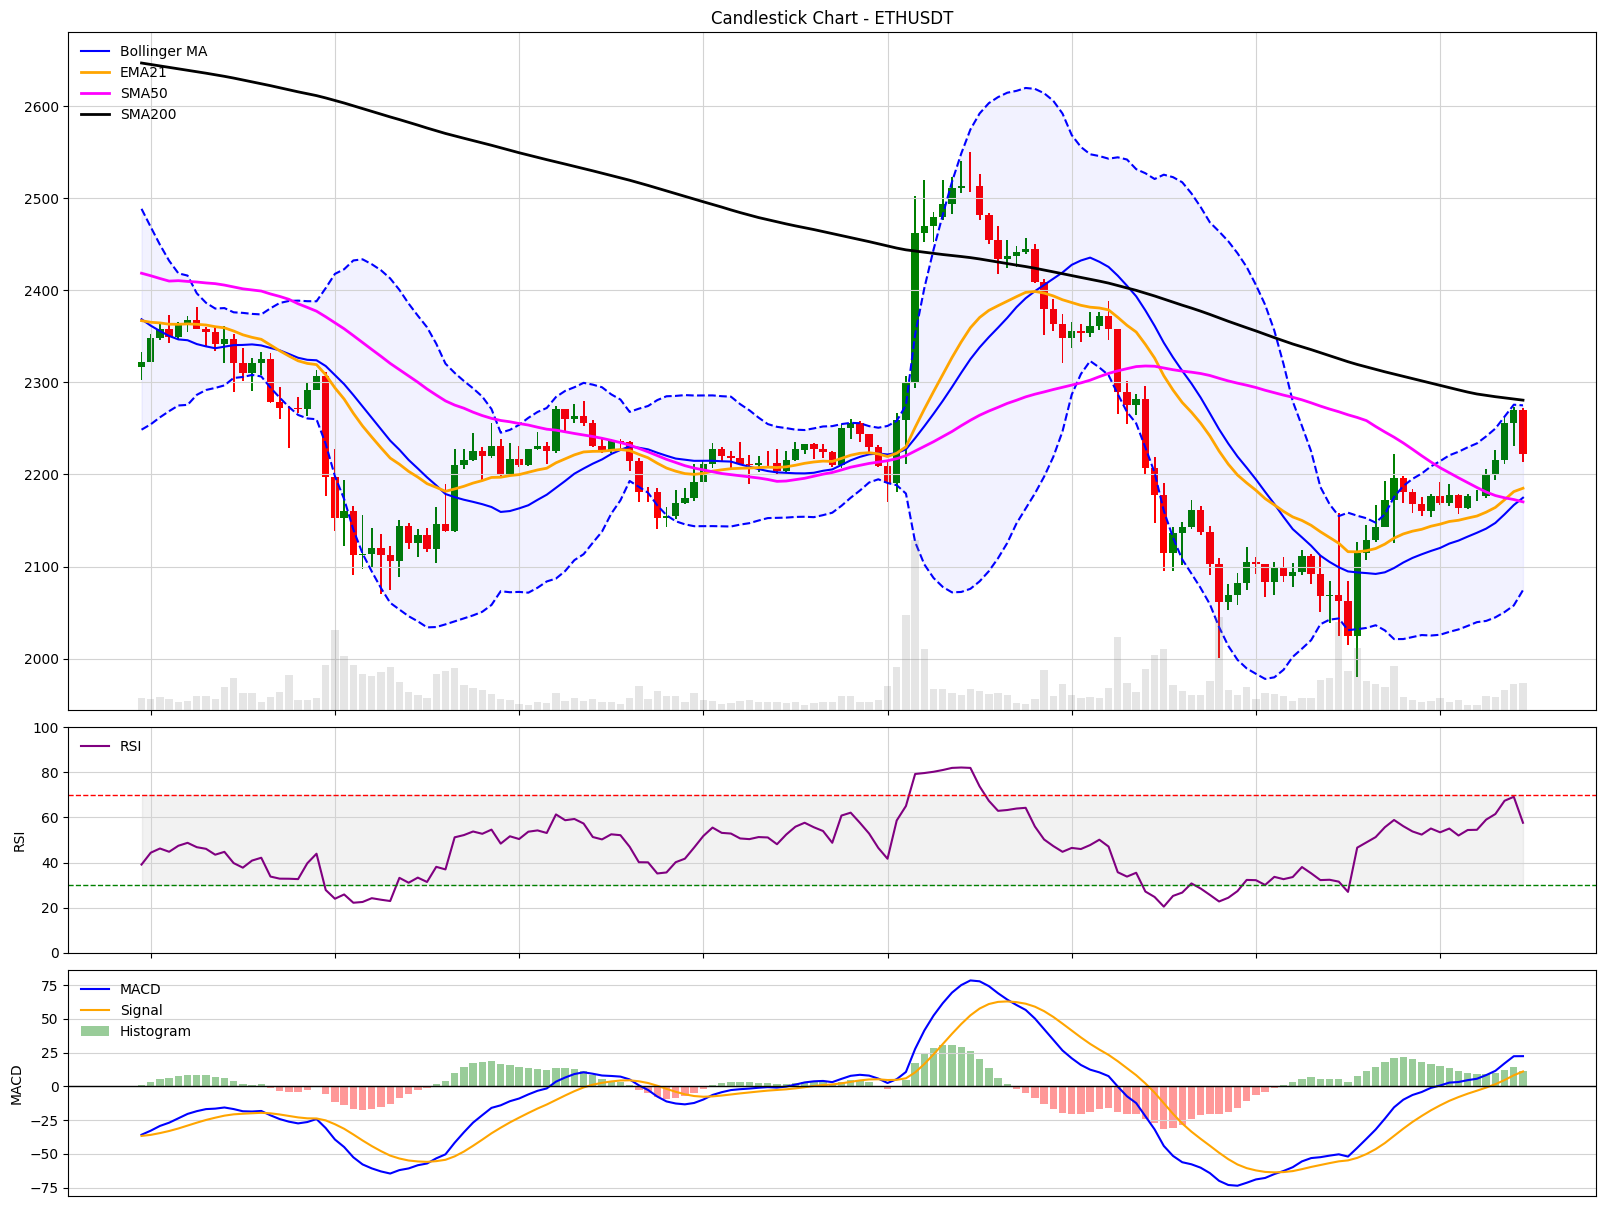 Candlestick Chart - ETHUSDT
Bollinger MA
EMA21
SMA50
SMA200
2600
2500
2400
2300
2200
2100
2000
100
RSI
80
60
RSI
40
20
0
75
MACD
50
Signal
25
Histogram
0
MACD
−25
−50
−75